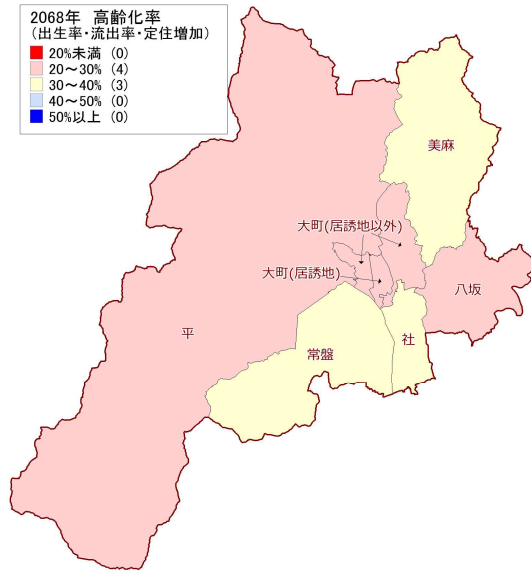 2068年 高齢化率
(出生率・流出率・定住増加)
20%未満 (0)
20～30% (4)
30～40% (3)
40～50% (0)
50%以上 (0)
美麻
大町(居誘地以外)
大町(居誘地)
八坂
平
社
常盤